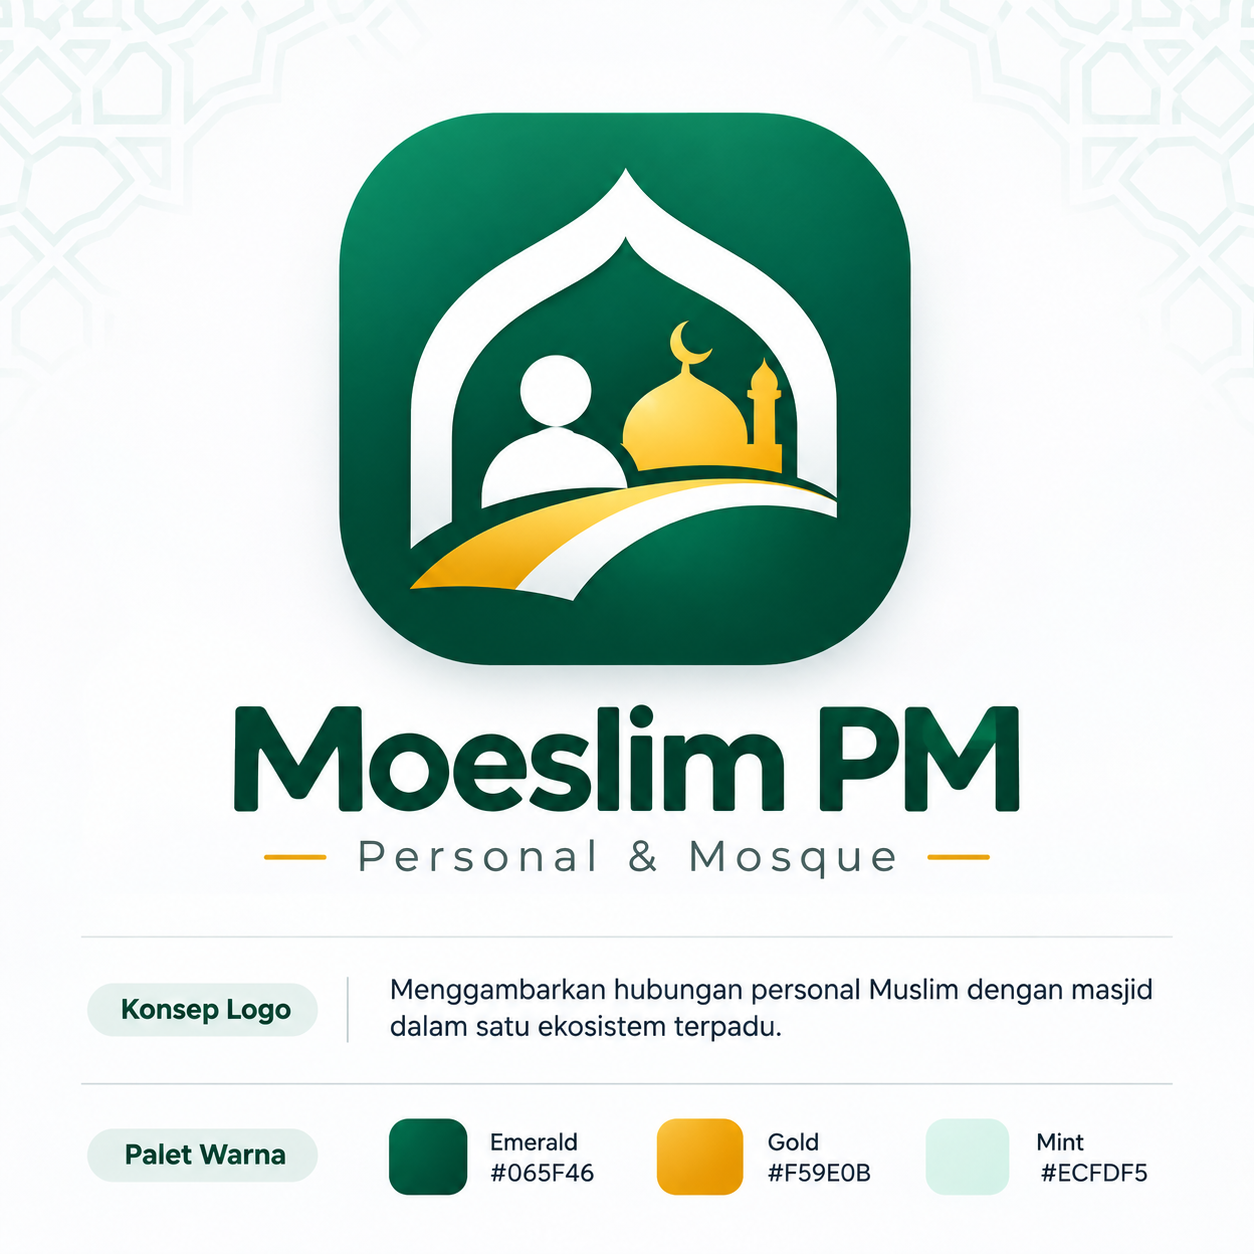 Moeslim PM
Personal & Mosque
Konsep Logo
Menggambarkan hubungan personal Muslim dengan masjid
dalam satu ekosistem terpadu.
Palet Warna
Emerald
#065F46
Gold
#F59E0B
Mint
#ECFDF5